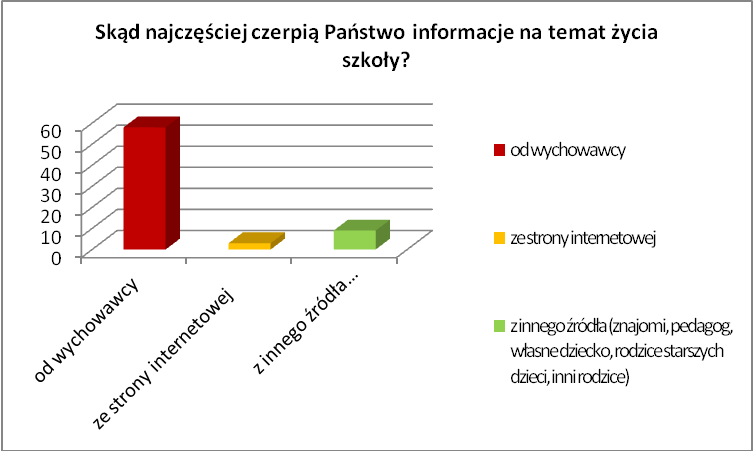 Skąd najczęściej czerpią Państwo informacje na temat życia
szkoły?
60
50
40
30
20
10
0
od wychowawcy
ze strony internetowej
z innego źródła...
od wychowawcy
ze strony internetowej
z innego źródła (znajomi, pedagog,
własne dziecko, rodzice starszych
dzieci, inni rodzice)